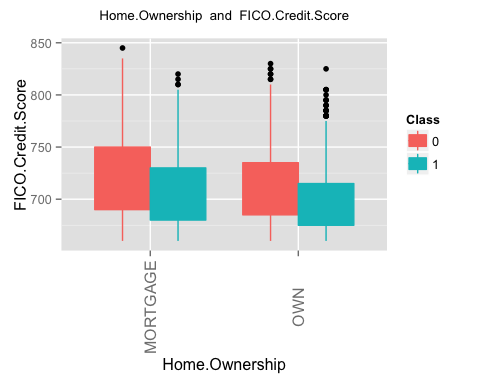 Home.Ownership and FICO.Credit.Score
850
800
750
700
FICO.Credit.Score
MORTGAGE
OWN
Home.Ownership
Class
0
1